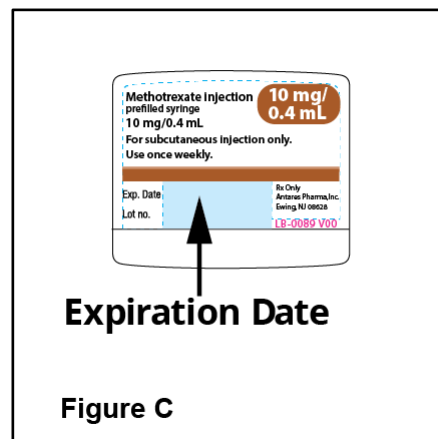 Methotrexate injection
prefilled syringe
10 mg/0.4 mL
10 mg/
0.4 mL
For subcutaneous injection only.
Use once weekly.
Exp. Date
Lot no.
Rx Only
Antares Pharma,Inc.
Ewing, NJ 08628
LB-0089 V00
Expiration Date
Figure C